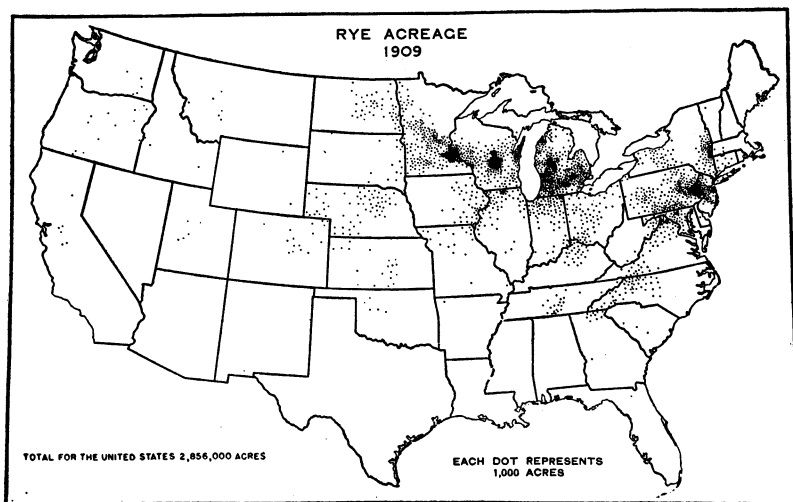 RYE ACREAGE
1909
TOTAL FOR THE UNITED STATES 2,856,000 ACRES
EACH DOT REPRESENTS
1,000 ACRES